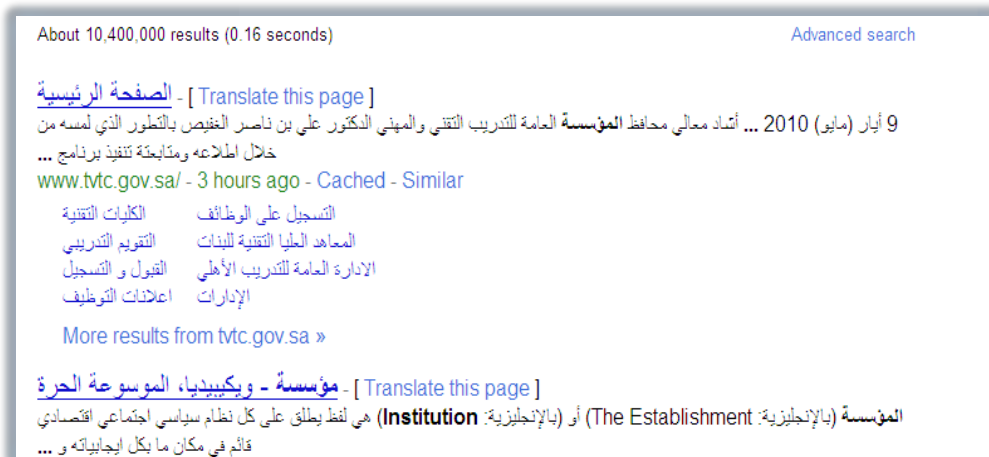 About 10,400,000 results (0.16 seconds) Advanced search
الصفحة الرئيسية - [ Translate this page ]
9 أيار (مايو) 2010 ... أشاد معالي محافظ المؤسسة العامة للتدريب التقني والمهني الدكتور علي بن ناصر الغفيص بالتطور الذي لمسه من
خلال اطلاعه ومتابعتة تنفيذ برنامج ...
www.tvtc.gov.sa/ - 3 hours ago - Cached - Similar
التسجيل على الوظائف الكليات التقنية
المعاهد العليا التقنية للبنات التقويم التدريبي
الادارة العامة للتدريب الأهلي القبول و التسجيل
الإدارات اعلانات التوظيف
More results from tvtc.gov.sa »
مؤسسة - ويكيبيديا، الموسوعة الحرة - [ Translate this page ]
المؤسسة (بالإنجليزية: The Establishment) أو (بالإنجليزية: Institution) هي لفظ يطلق على كل نظام سياسي اجتماعي اقتصادي
قائم في مكان ما بكل ايجابياته و ...